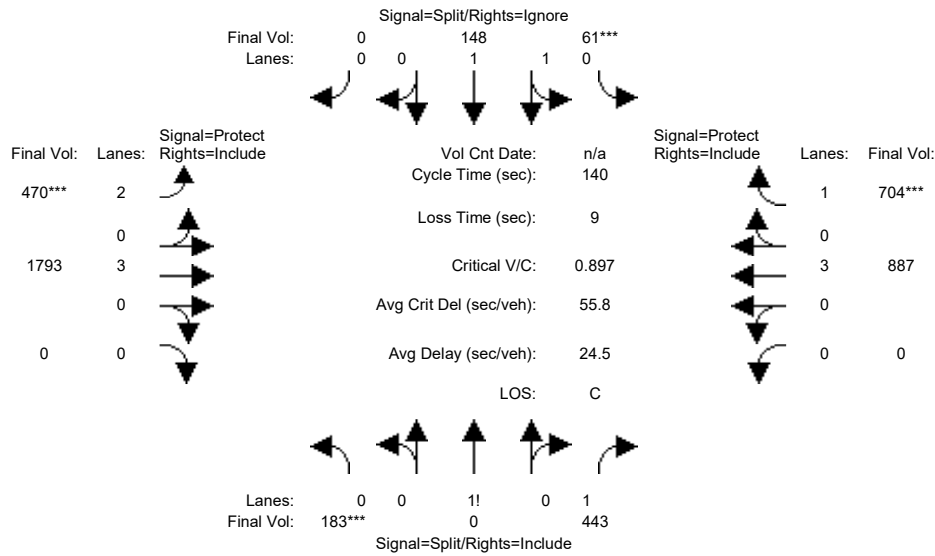 Signal=Split/Rights=Ignore
Final Vol: 0 148 61***
Lanes: 0 0 1 1 0
Signal=Protect Signal=Protect
Final Vol: Lanes: Rights=Include Vol Cnt Date: n/a Rights=Include Lanes: Final Vol:
Cycle Time (sec): 140
470*** 2 1 704***
Loss Time (sec): 9
0 0
1793 3 Critical V/C: 0.897 3 887
0 Avg Crit Del (sec/veh): 55.8 0
0 0 Avg Delay (sec/veh): 24.5 0 0
LOS: C
Lanes: 0 0 1! 0 1
Final Vol: 183*** 0 443
Signal=Split/Rights=Include